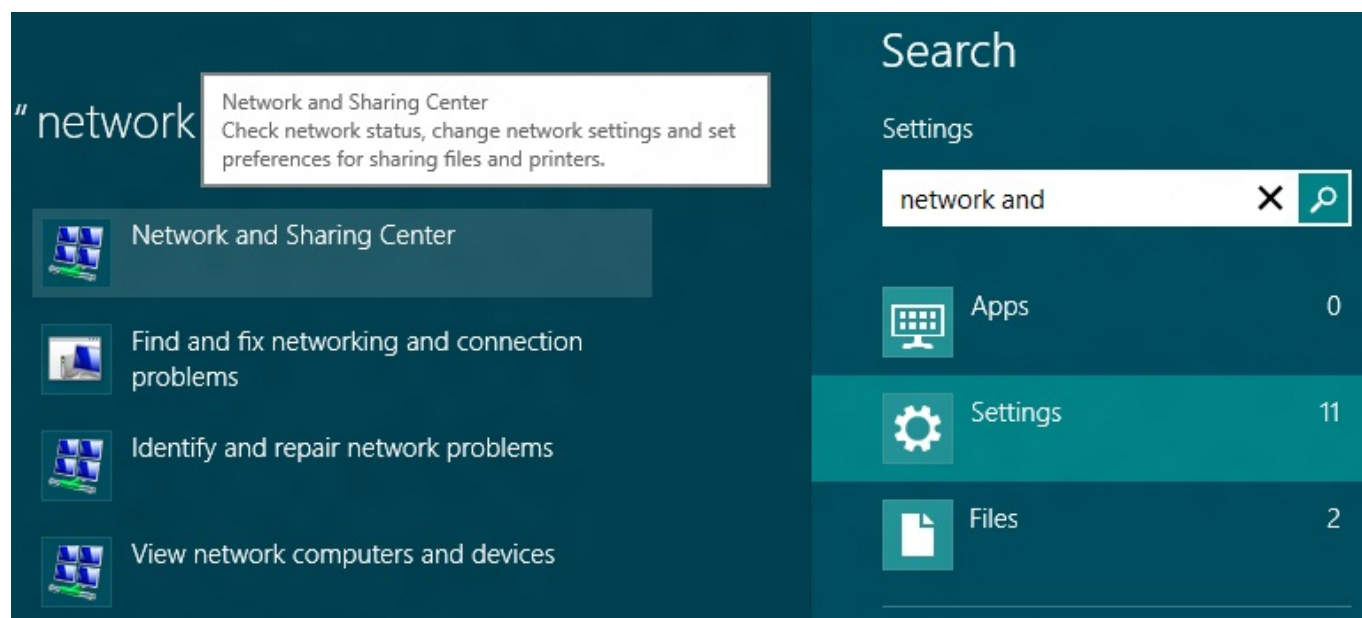 " network
Network and Sharing Center
Check network status, change network settings and set
preferences for sharing files and printers.
Network and Sharing Center
Find and fix networking and connection
problems
Identify and repair network problems
View network computers and devices
Search
Settings
network and
Apps 0
Settings 11
Files 2